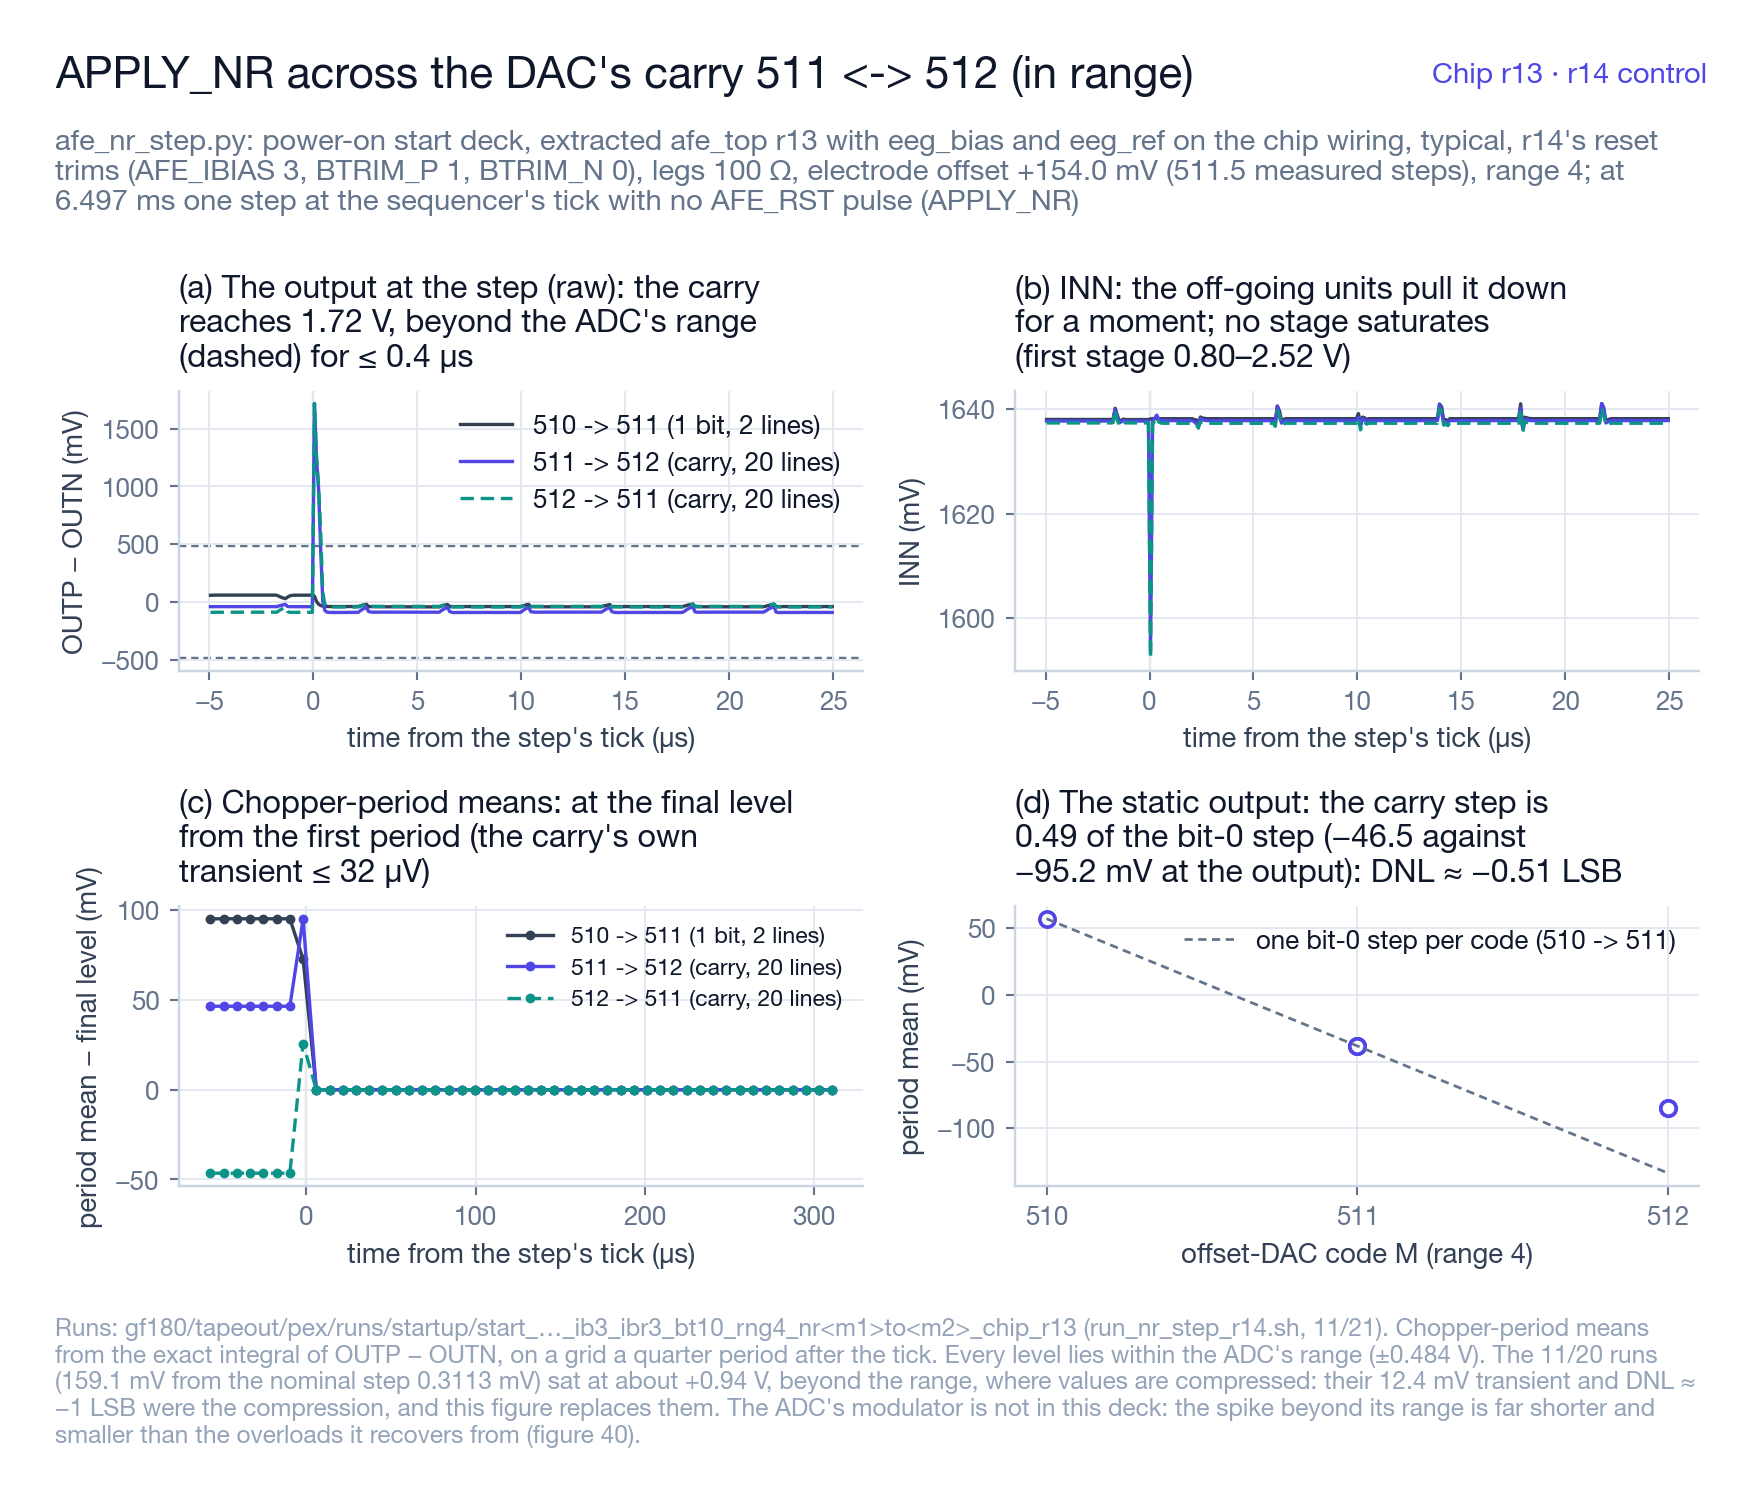 APPLY_NR across the DAC's carry 511 <-> 512 (in range)
Chip r13 · r14 control
afe_nr_step.py: power-on start deck, extracted afe_top r13 with eeg_bias and eeg_ref on the chip wiring, typical, r14's reset
trims (AFE_IBIAS 3, BTRIM_P 1, BTRIM_N 0), legs 100 Ω, electrode offset +154.0 mV (511.5 measured steps), range 4; at
6.497 ms one step at the sequencer's tick with no AFE_RST pulse (APPLY_NR)
(a) The output at the step (raw): the carry
reaches 1.72 V, beyond the ADC's range
(dashed) for ≤ 0.4 µs
OUTP – OUTN (mV)
1500
1000
500
0
−500
510 -> 511 (1 bit, 2 lines)
511 -> 512 (carry, 20 lines)
512 -> 511 (carry, 20 lines)
−5 0 5 10 15 20 25
time from the step's tick (µs)
(b) INN: the off-going units pull it down
for a moment; no stage saturates
(first stage 0.80–2.52 V)
INN (mV)
1640
1620
1600
−5 0 5 10 15 20 25
time from the step's tick (µs)
(c) Chopper-period means: at the final level
from the first period (the carry's own
transient ≤ 32 µV)
period mean – final level (mV)
100
50
0
−50
510 -> 511 (1 bit, 2 lines)
511 -> 512 (carry, 20 lines)
512 -> 511 (carry, 20 lines)
0 100 200 300
time from the step's tick (µs)
(d) The static output: the carry step is
0.49 of the bit-0 step (−46.5 against
−95.2 mV at the output): DNL ≈ −0.51 LSB
period mean (mV)
50
0
−50
−100
one bit-0 step per code (510 -> 511)
510 511 512
offset-DAC code M (range 4)
Runs: gf180/tapeout/pex/runs/startup/start_…_ib3_ibr3_bt10_rng4_nr<m1>to<m2>_chip_r13 (run_nr_step_r14.sh, 11/21). Chopper-period means
from the exact integral of OUTP – OUTN, on a grid a quarter period after the tick. Every level lies within the ADC's range (±0.484 V). The 11/20 runs
(159.1 mV from the nominal step 0.3113 mV) sat at about +0.94 V, beyond the range, where values are compressed: their 12.4 mV transient and DNL ≈
−1 LSB were the compression, and this figure replaces them. The ADC's modulator is not in this deck: the spike beyond its range is far shorter and
smaller than the overloads it recovers from (figure 40).